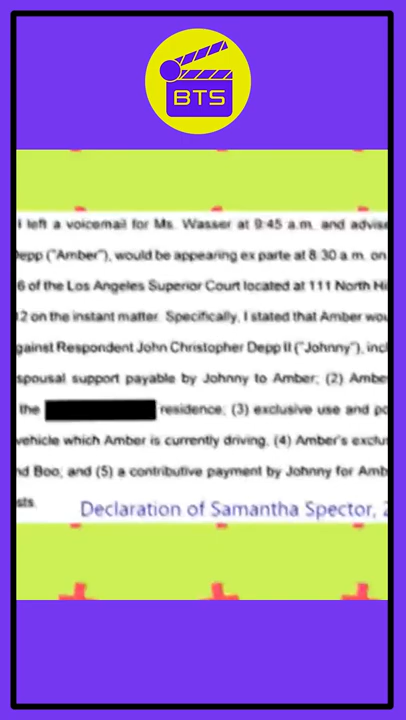 BTS
I left a voicemail for Ms. Wasser at 9:45 a.m. and advise
Depp ("Amber"), would be appearing ex parte at 8:30 a.m. on
6 of the Los Angeles Superior Court located at 111 North Hi
2 on the instant matter. Specifically, I stated that Amber wou
gainst Respondent John Christopher Depp II ("Johnny"), incl
spousal support payable by Johnny to Amber; (2) Ambe
the residence; (3) exclusive use and po
vehicle which Amber is currently driving, (4) Amber's exclu
nd Boo; and (5) a contributive payment by Johnny for Amb
sts.
Declaration of Samantha Spector, 2